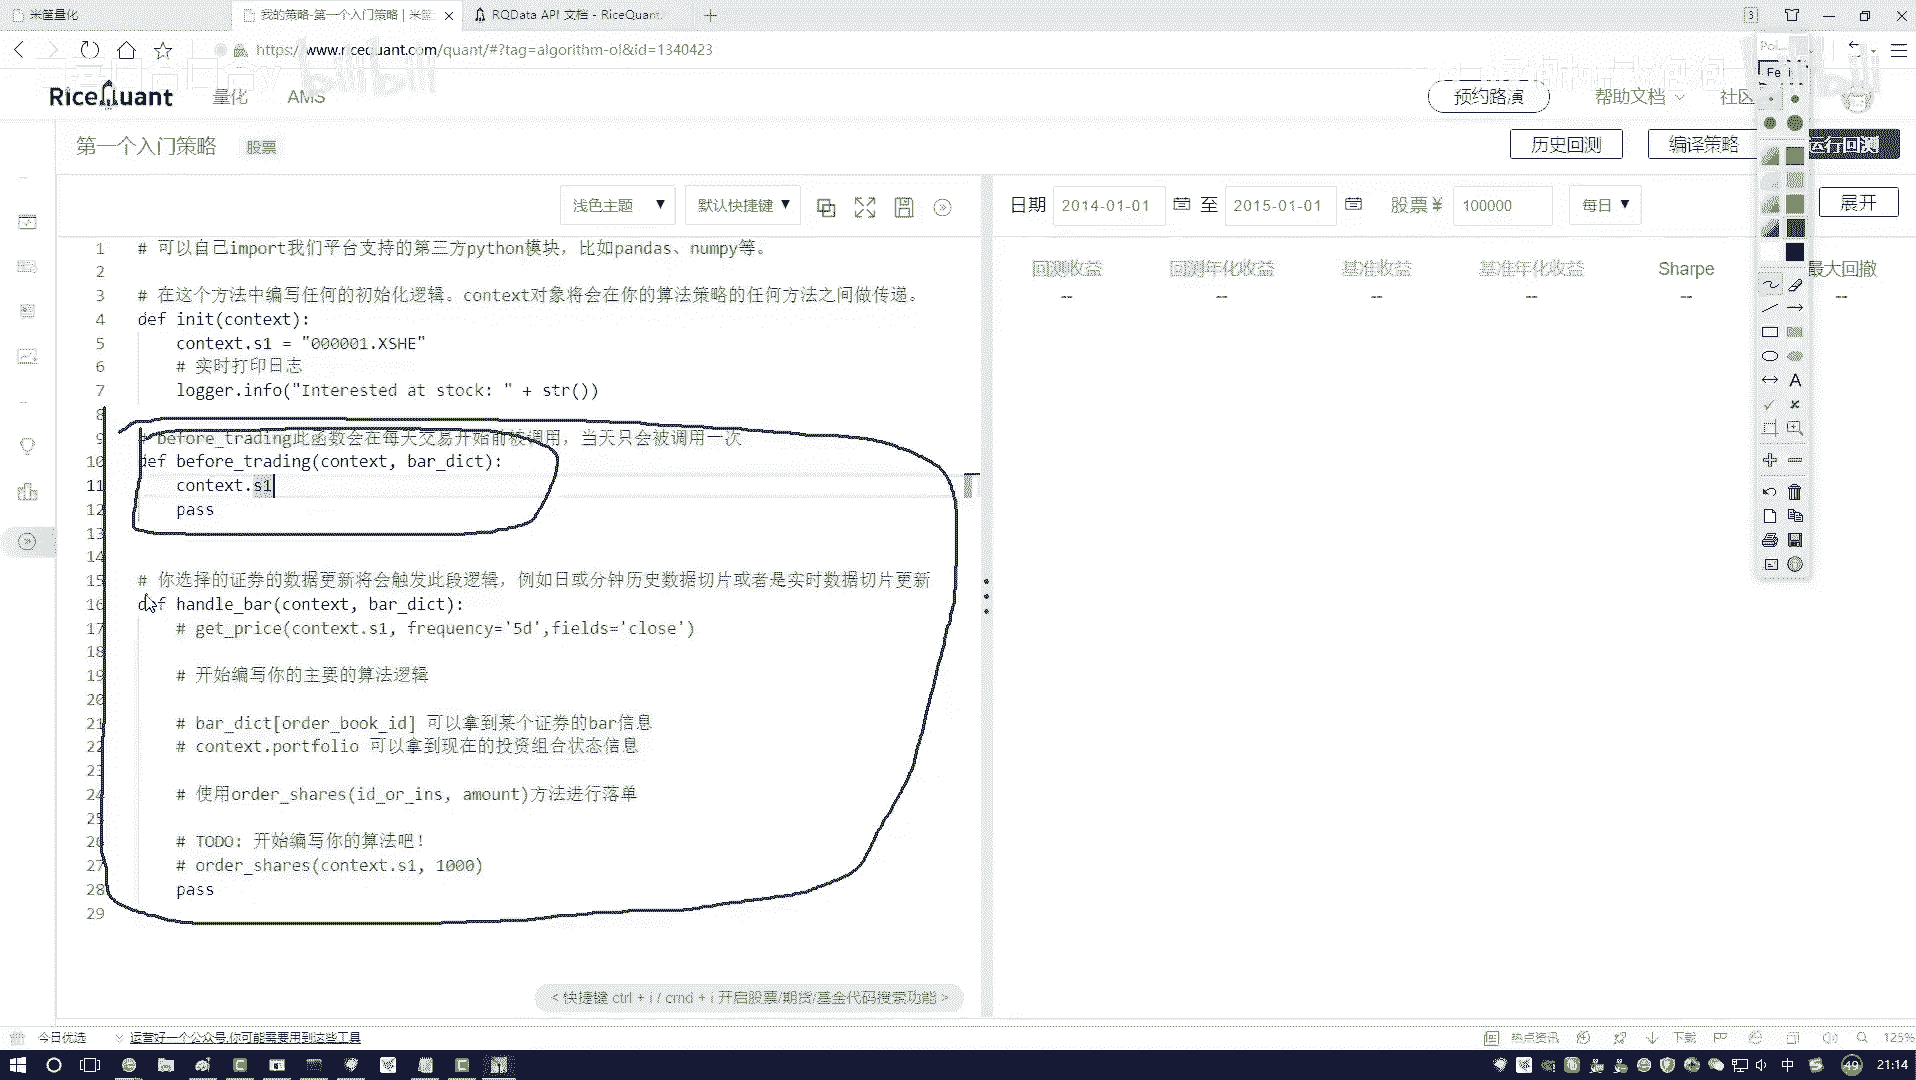 米筐量化
我的策略-第一个入门策略 | 米筐
RQData API 文档 - RiceQuant
3
https://www.ricequant.com/quant/#?tag=algorithm-ol&id=1340423
RiceQuant
量化
AMS
预约路演
帮助文档
社区
第一个入门策略
股票
历史回测
编译策略
运行回测
浅色主题
默认快捷键
日期
2014-01-01
至
2015-01-01
股票 ¥
100000
每日
展开
回测收益
回测年化收益
基准收益
基准年化收益
Sharpe
最大回撤
--
--
--
--
--
--
1 # 可以自己import我们平台支持的第三方python模块，比如pandas、numpy等。
2
3 # 在这个方法中编写任何的初始化逻辑。context对象将会在你的算法策略的任何方法之间做传递。
4 def init(context):
5 context.s1 = "000001.XSHE"
6 # 实时打印日志
7 logger.info("Interested at stock: " + str())
8
9 # before_trading此函数会在每天交易开始前被调用，当天只会被调用一次
10 def before_trading(context, bar_dict):
11 context.s1
12 pass
13
14
15 # 你选择的证券的数据更新将会触发此段逻辑，例如日或分钟历史数据切片或者是实时数据切片更新
16 def handle_bar(context, bar_dict):
17 # get_price(context.s1, frequency='5d',fields='close')
18
19 # 开始编写你的主要的算法逻辑
20
21 # bar_dict[order_book_id] 可以拿到某个证券的bar信息
22 # context.portfolio 可以拿到现在的投资组合状态信息
23
24 # 使用order_shares(id_or_ins, amount)方法进行落单
25
26 # TODO: 开始编写你的算法吧！
27 # order_shares(context.s1, 1000)
28 pass
29
< 快捷键 ctrl + i / cmd + i 开启股票/期货/基金代码搜索功能 >
今日优选
运营好一个公众号,你可能需要用到这些工具
热点资讯
下载
125%
中
49
21:14